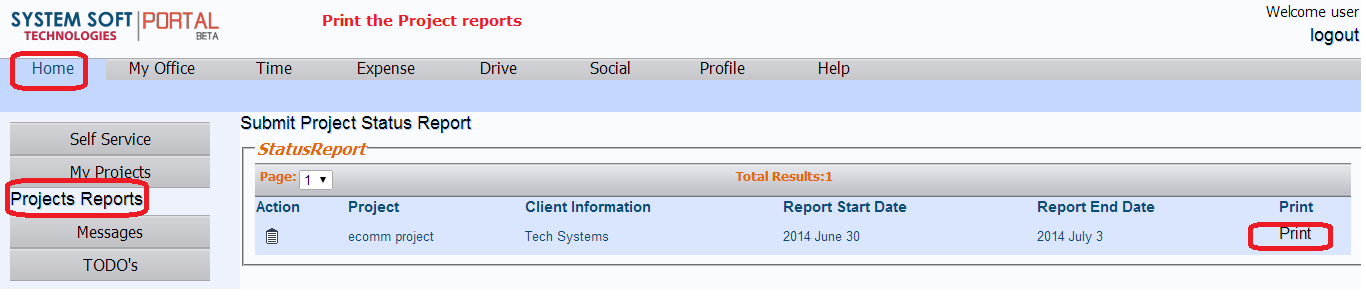 SYSTEM SOFT PORTAL
TECHNOLOGIES BETA
Print the Project reports
Welcome user
logout
Home My Office Time Expense Drive Social Profile Help
Self Service
My Projects
Projects Reports
Messages
TODO's
Submit Project Status Report
StatusReport
Page: 1 Total Results:1
Action Project Client Information Report Start Date Report End Date Print
ecomm project Tech Systems 2014 June 30 2014 July 3 Print